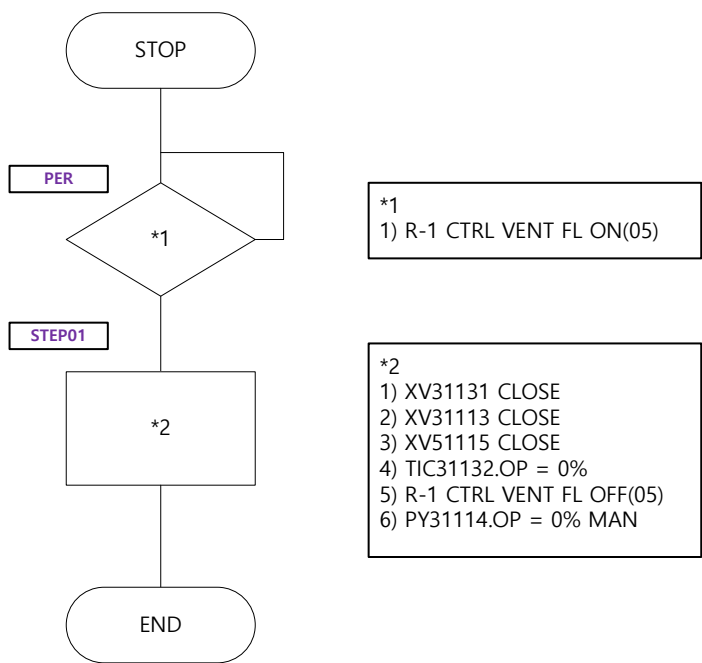 STOP
PER
*1
*1
1) R-1 CTRL VENT FL ON(05)
STEP01
*2
*2
1) XV31131 CLOSE
2) XV31113 CLOSE
3) XV51115 CLOSE
4) TIC31132.OP = 0%
5) R-1 CTRL VENT FL OFF(05)
6) PY31114.OP = 0% MAN
END